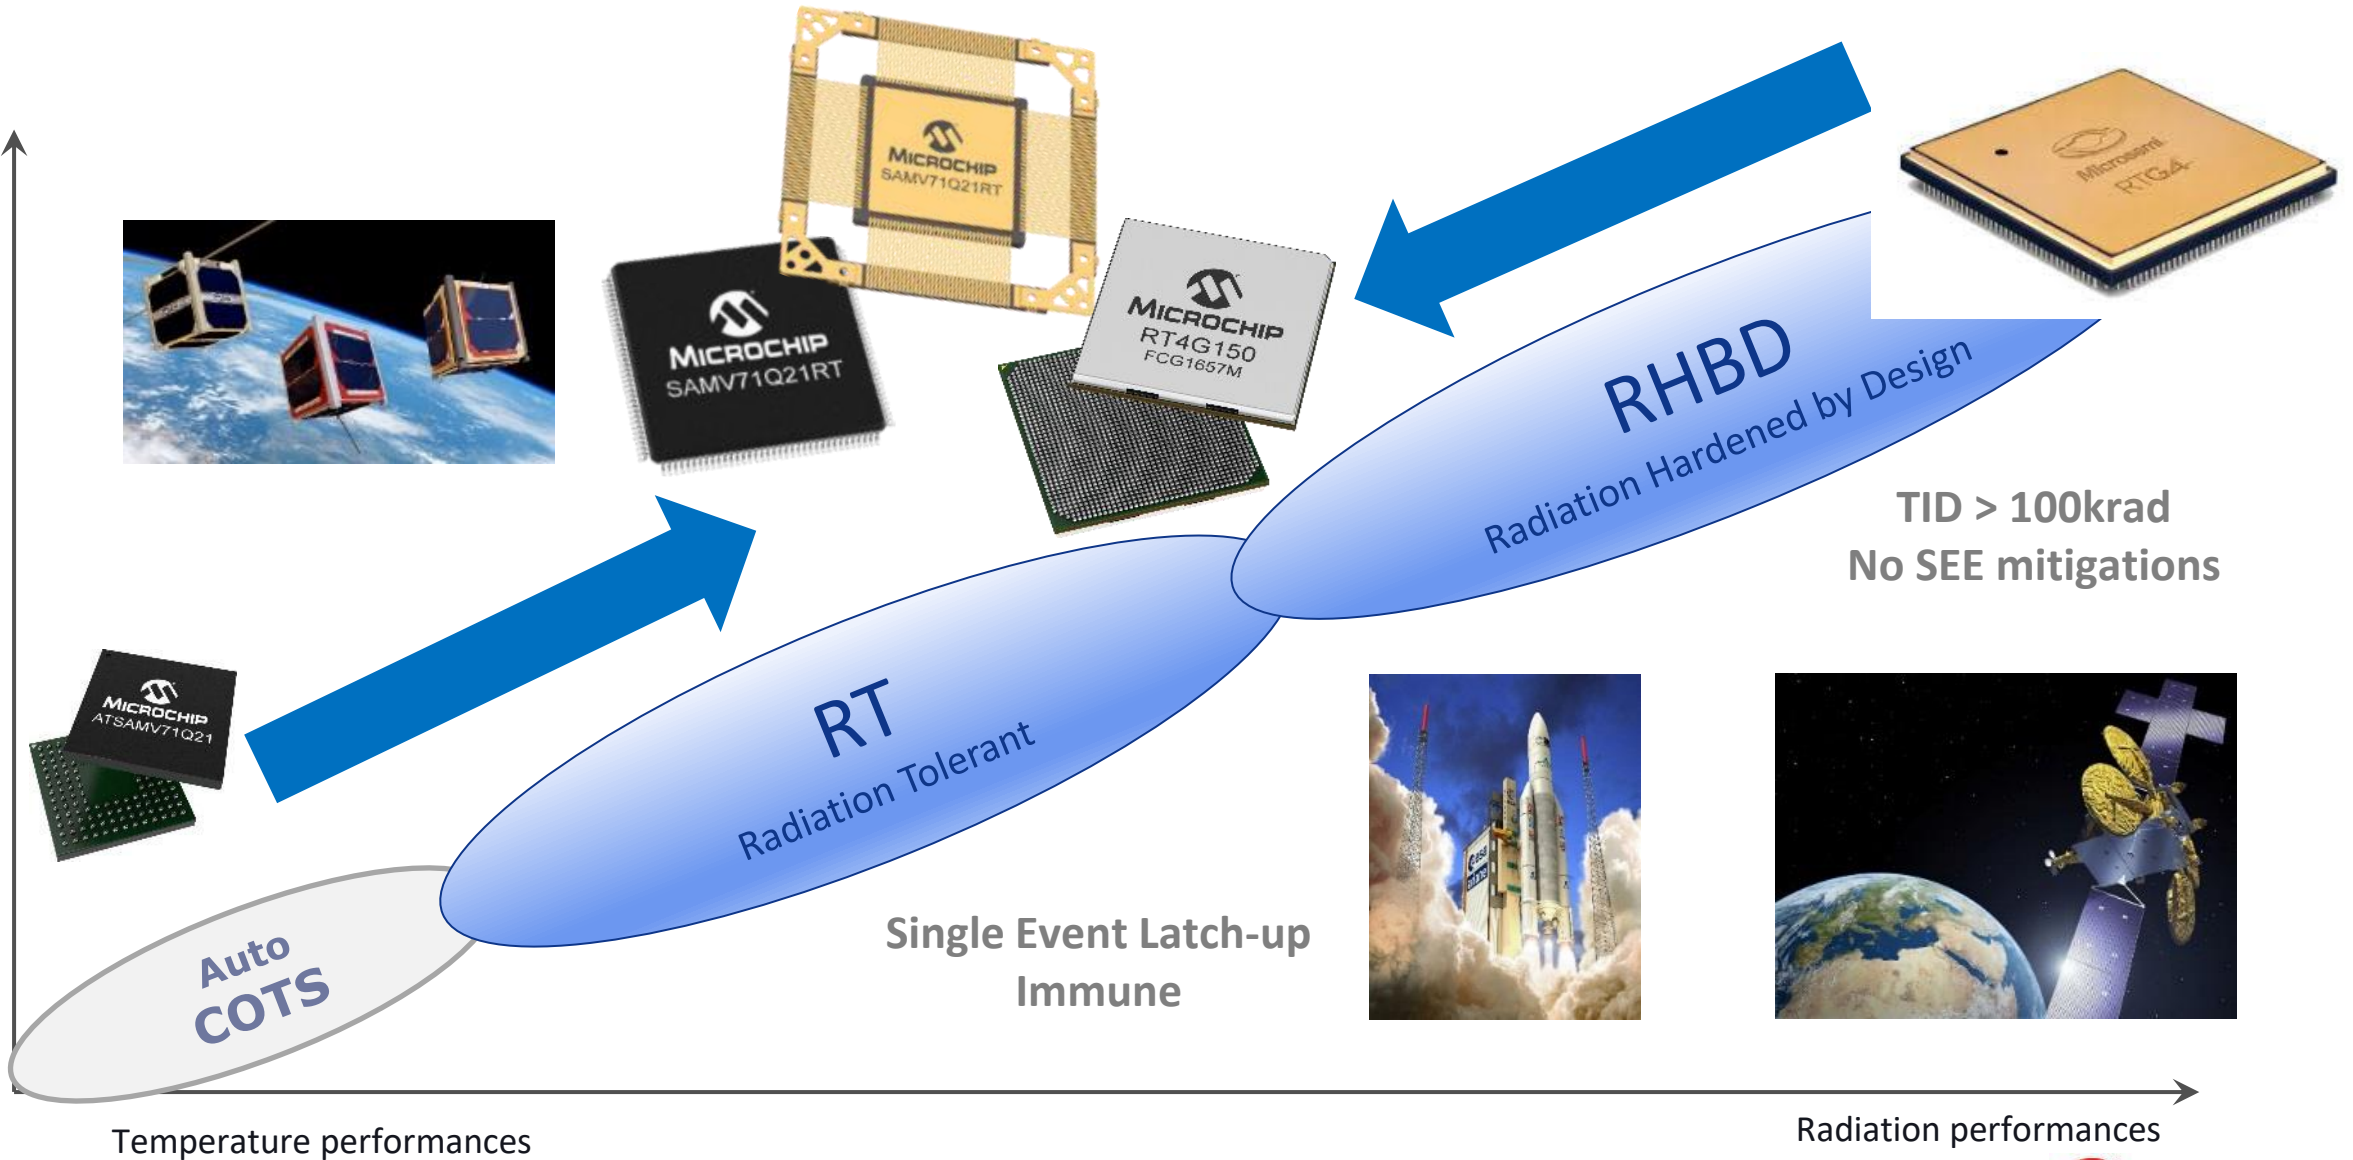 MICROCHIP
SAMV71Q21RT
Microsemi
RTG4
MICROCHIP
SAMV71Q21RT
MICROCHIP
RT4G150
FCG1657M
RHBD
Radiation Hardened by Design
TID > 100krad
No SEE mitigations
MICROCHIP
ATSAMV71Q21
RT
Radiation Tolerant
esa
Single Event Latch-up
Immune
Auto
COTS
Temperature performances
Radiation performances